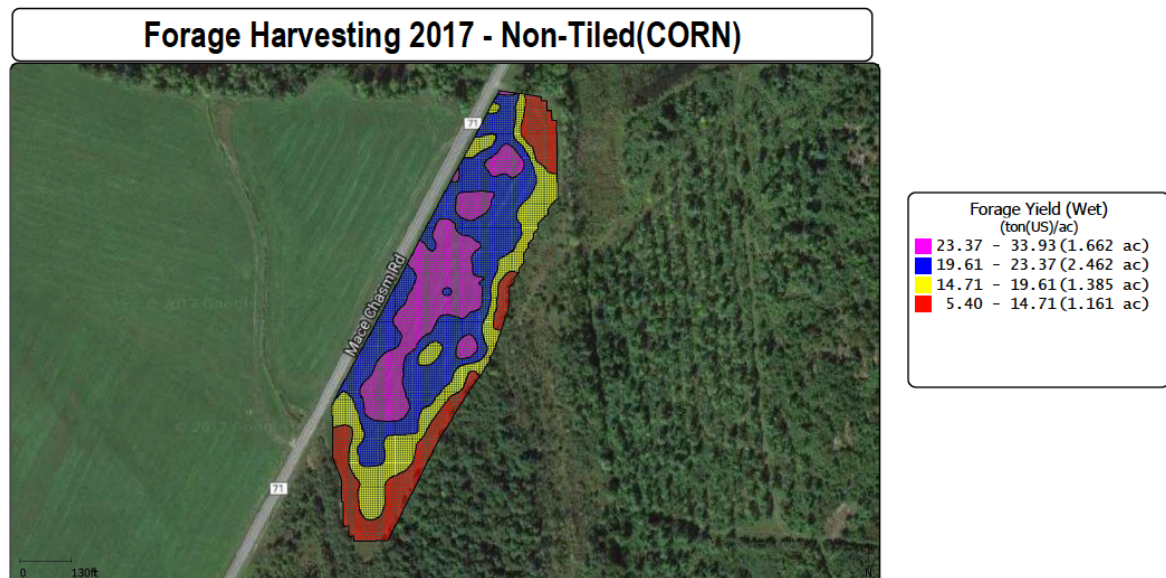 Forage Harvesting 2017 - Non-Tiled(CORN)
71
Mace Chasm Rd
© 2017 Google
71
0 130ft
N
Forage Yield (Wet)
(ton(US)/ac)
23.37 - 33.93(1.662 ac)
19.61 - 23.37(2.462 ac)
14.71 - 19.61(1.385 ac)
5.40 - 14.71(1.161 ac)